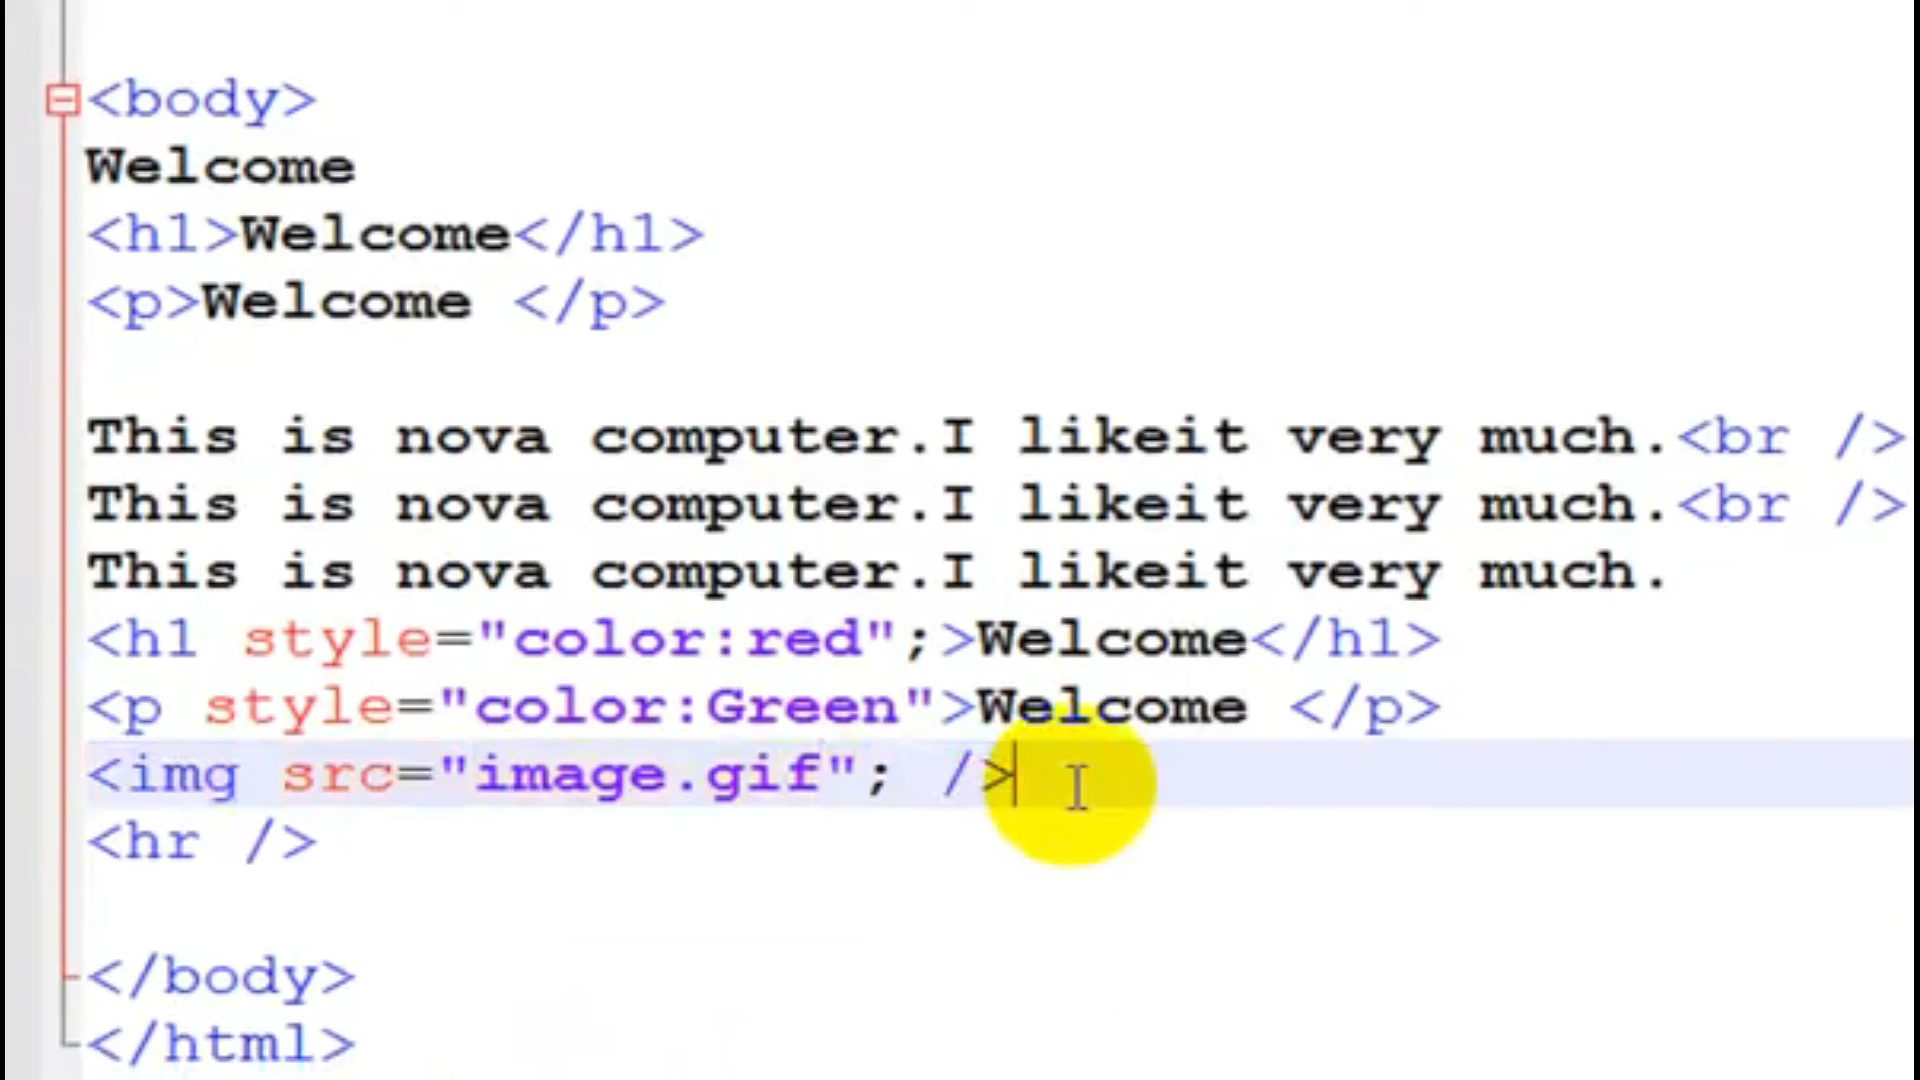 <body>
Welcome
<h1>Welcome</h1>
<p>Welcome </p>
This is nova computer.I likeit very much.<br />
This is nova computer.I likeit very much.<br />
This is nova computer.I likeit very much.
<h1 style="color:red";>Welcome</h1>
<p style="color:Green">Welcome </p>
<img src="image.gif"; />
<hr />
</body>
</html>